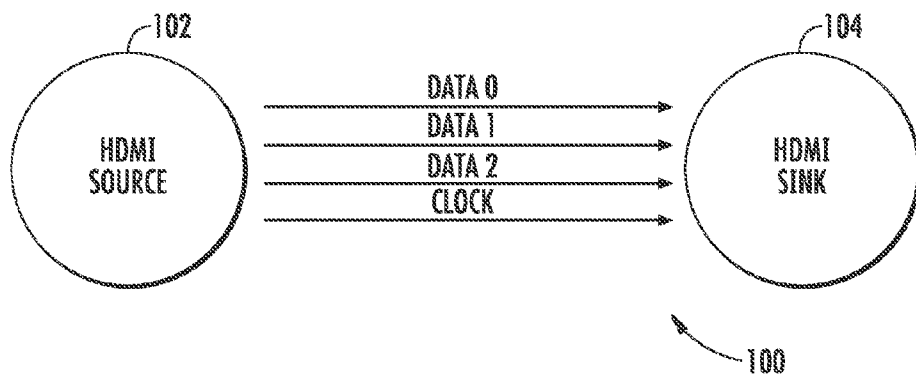 102
104
HDMI
SOURCE
DATA 0
DATA 1
DATA 2
CLOCK
HDMI
SINK
100